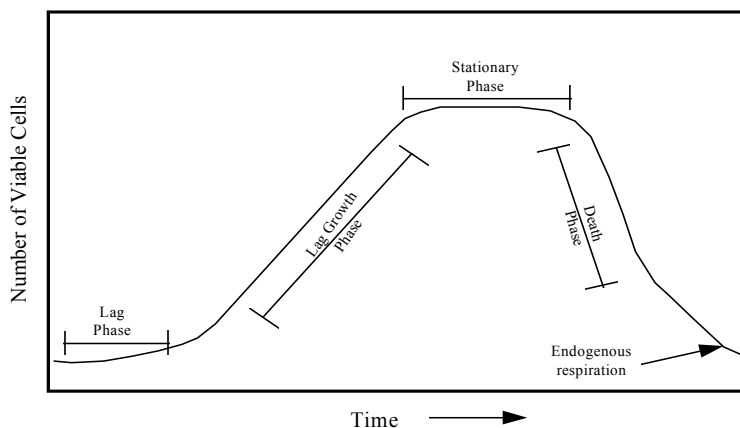 Number of Viable Cells
Stationary
Phase
Lag Growth
Phase
Death
Phase
Lag
Phase
Endogenous
respiration
Time